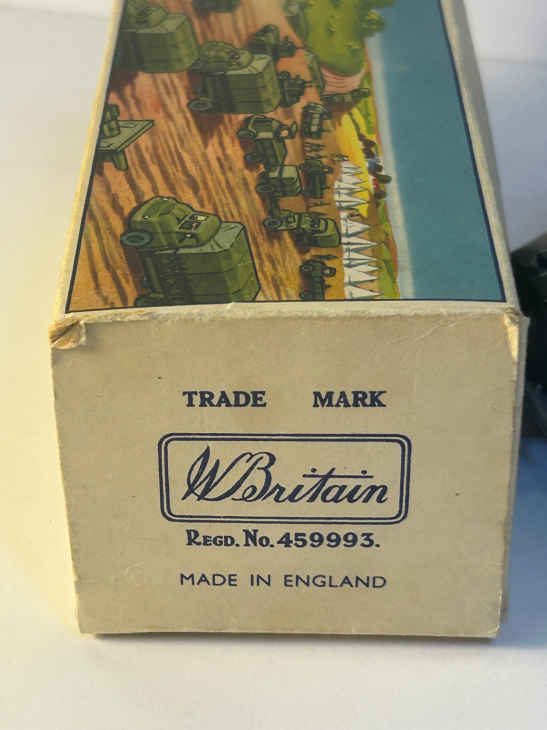 TRADE MARK
WBritain
REGD. NO. 459993.
MADE IN ENGLAND